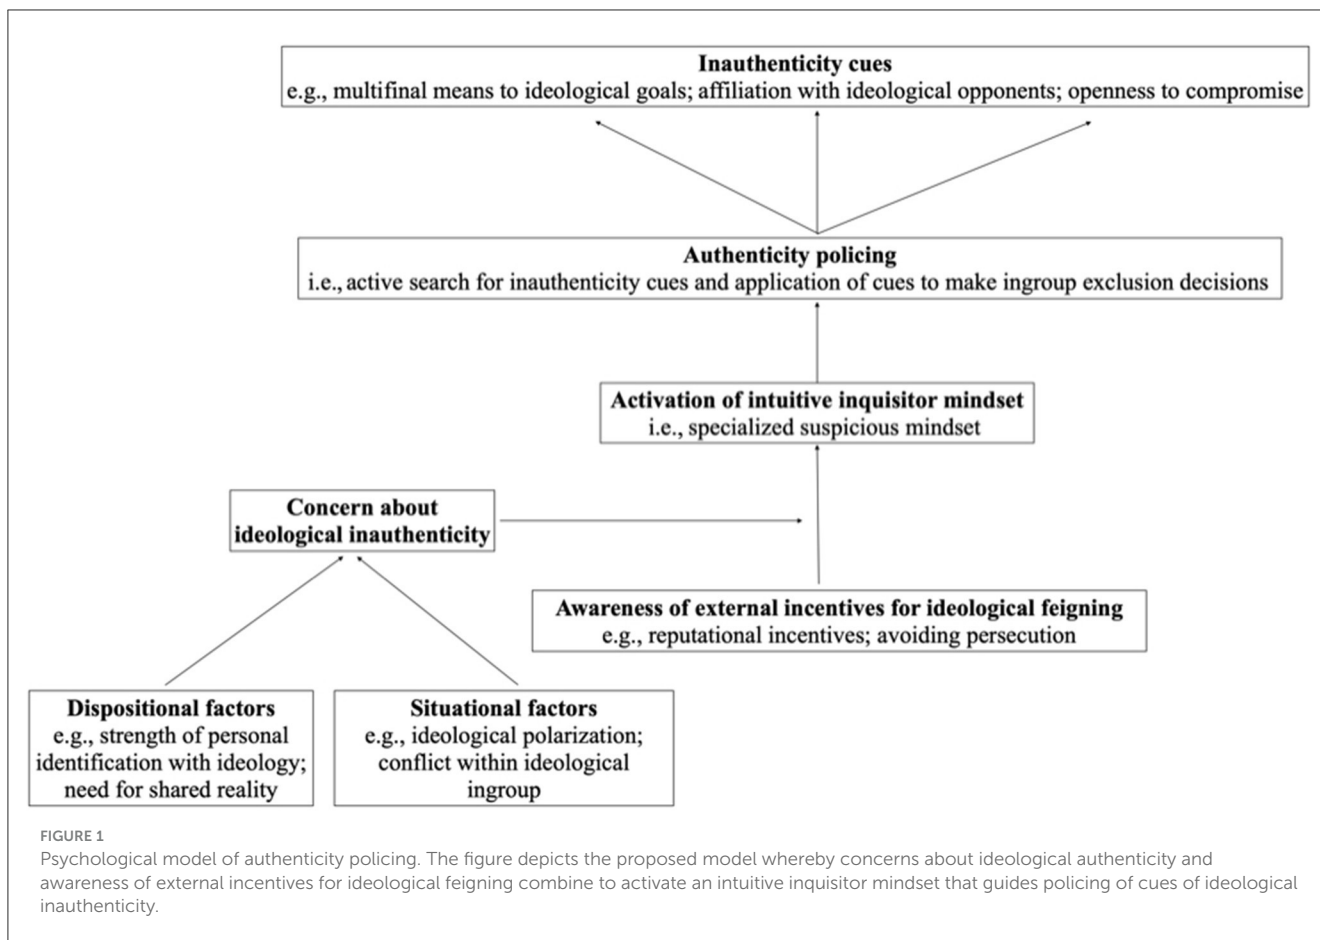 Inauthenticity cues
e.g., multifinal means to ideological goals; affiliation with ideological opponents; openness to compromise
Authenticity policing
i.e., active search for inauthenticity cues and application of cues to make ingroup exclusion decisions
Activation of intuitive inquisitor mindset
i.e., specialized suspicious mindset
Concern about
ideological inauthenticity
Awareness of external incentives for ideological feigning
e.g., reputational incentives; avoiding persecution
Dispositional factors
e.g., strength of personal
identification with ideology;
need for shared reality
Situational factors
e.g., ideological polarization;
conflict within ideological
ingroup
FIGURE 1
Psychological model of authenticity policing. The figure depicts the proposed model whereby concerns about ideological authenticity and
awareness of external incentives for ideological feigning combine to activate an intuitive inquisitor mindset that guides policing of cues of ideological
inauthenticity.